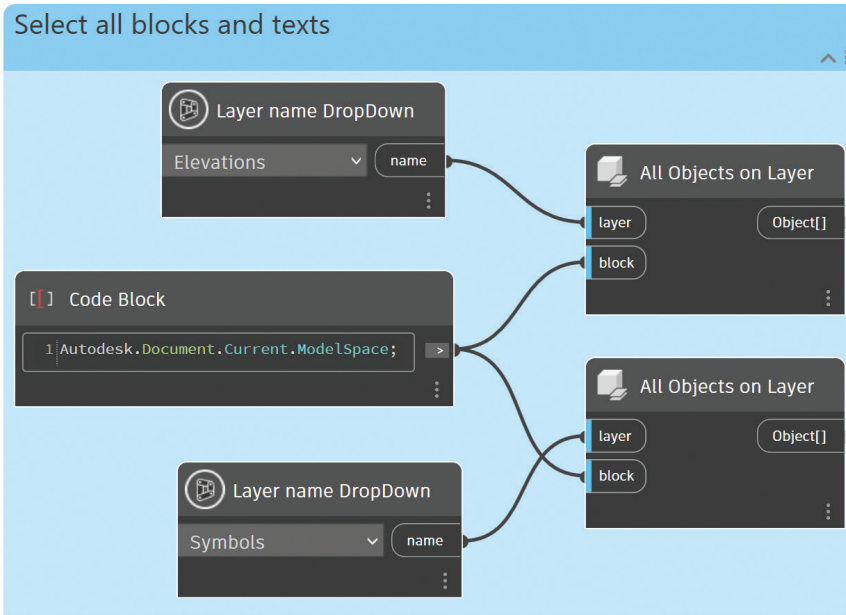 Select all blocks and texts
Layer name DropDown
Elevations
name
All Objects on Layer
layer
Object[]
block
[I] Code Block
1 Autodesk.Document.Current.ModelSpace;
>
All Objects on Layer
layer
Object[]
block
Layer name DropDown
Symbols
name